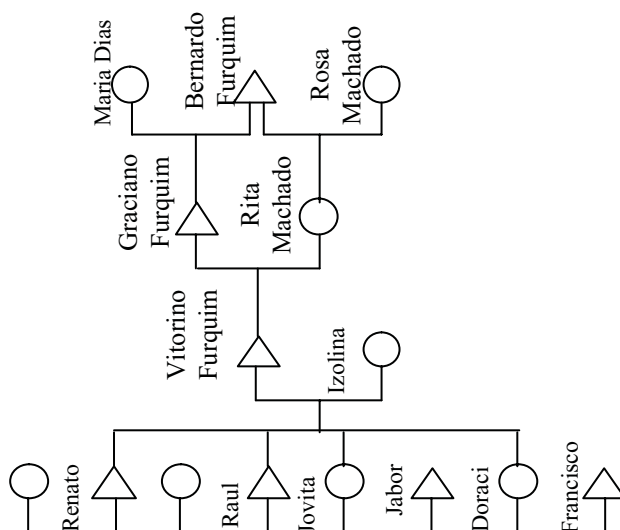 Maria Dias
Bernardo
Furquim
Rosa
Machado
Graciano
Furquim
Rita
Machado
Vitorino
Furquim
Izolina
Renato
Raul
Jovita
Jabor
Doraci
Francisco